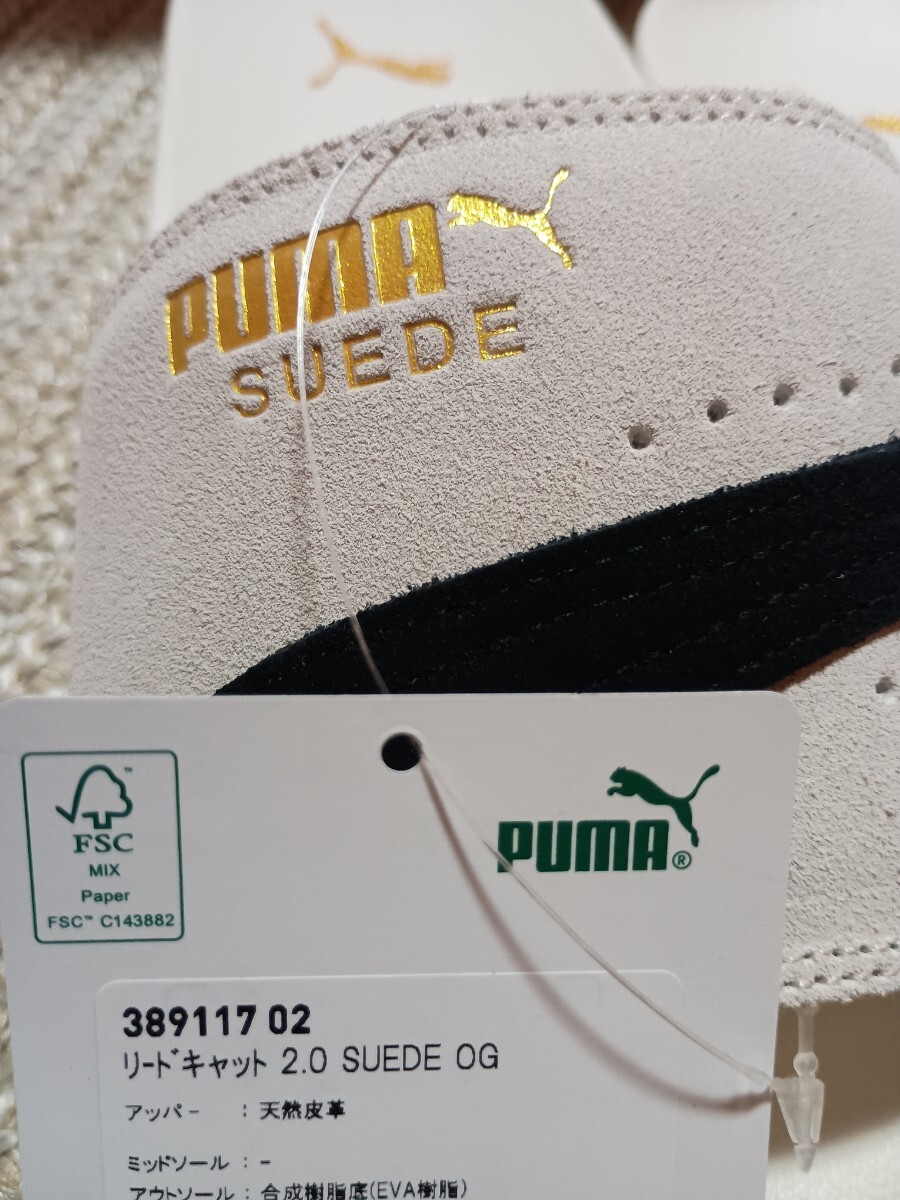 PUMA
SUEDE
FSC™
MIX
Paper
FSC™ C143882
PUMA®
389117 02
リードキャット 2.0 SUEDE OG
アッパー : 天然皮革
ミッドソール : -
アウトソール : 合成樹脂底(EVA樹脂)